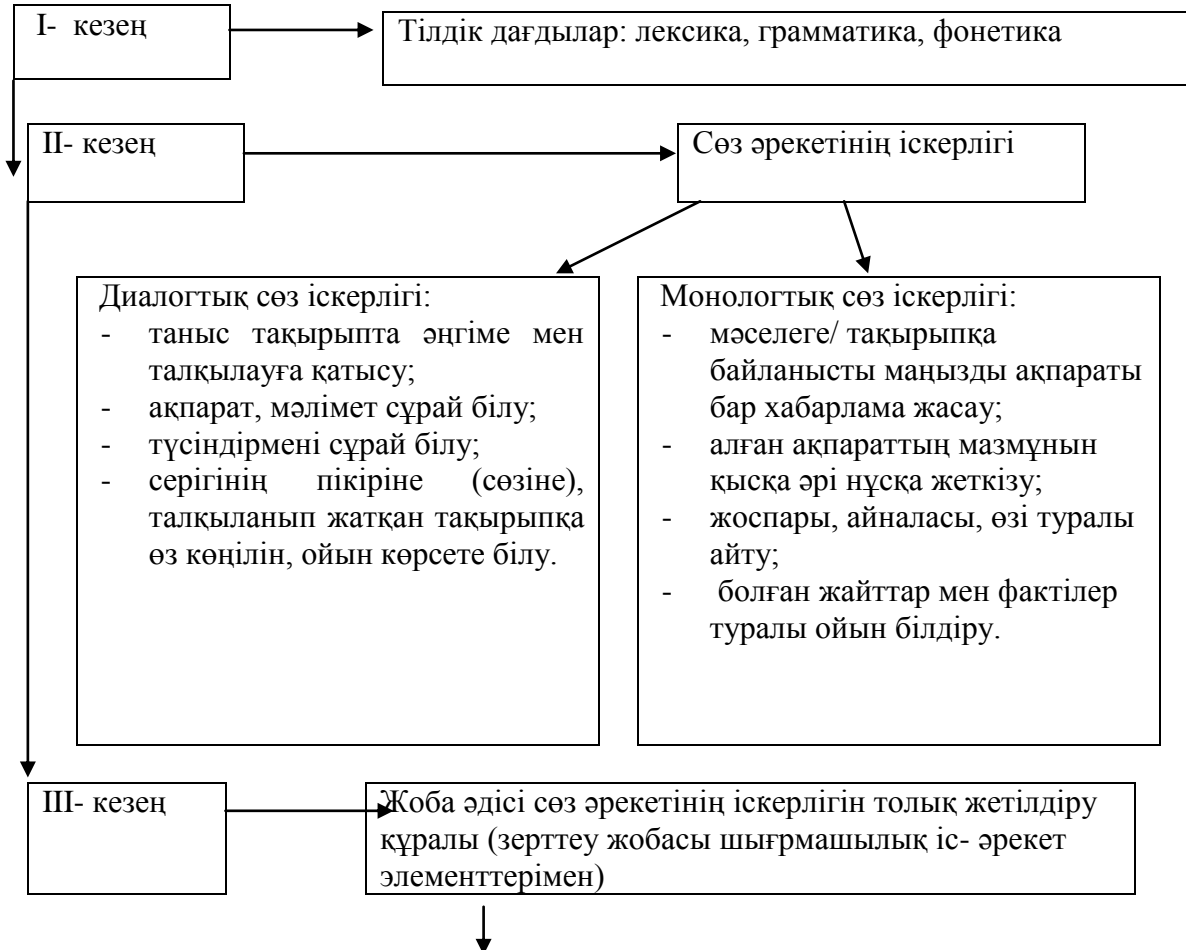 I- кезең
Тілдік дағдылар: лексика, грамматика, фонетика
II- кезең
Сөз әрекетінің іскерлігі
Диалогтық сөз іскерлігі:
- таныс тақырыпта әңгіме мен
талқылауға қатысу;
- ақпарат, мәлімет сұрай білу;
- түсіндірмені сұрай білу;
- серігінің пікіріне (сөзіне),
талқыланып жатқан тақырыпқа
өз көңілін, ойын көрсете білу.
Монологтық сөз іскерлігі:
- мәселеге/ тақырыпқа
байланысты маңызды ақпараты
бар хабарлама жасау;
- алған ақпараттың мазмұнын
қысқа әрі нұсқа жеткізу;
- жоспары, айналасы, өзі туралы
айту;
- болған жайттар мен фактілер
туралы ойын білдіру.
III- кезең
Жоба әдісі сөз әрекетінің іскерлігін толық жетілдіру
құралы (зерттеу жобасы шығрмашылық іс- әрекет
элементтерімен)